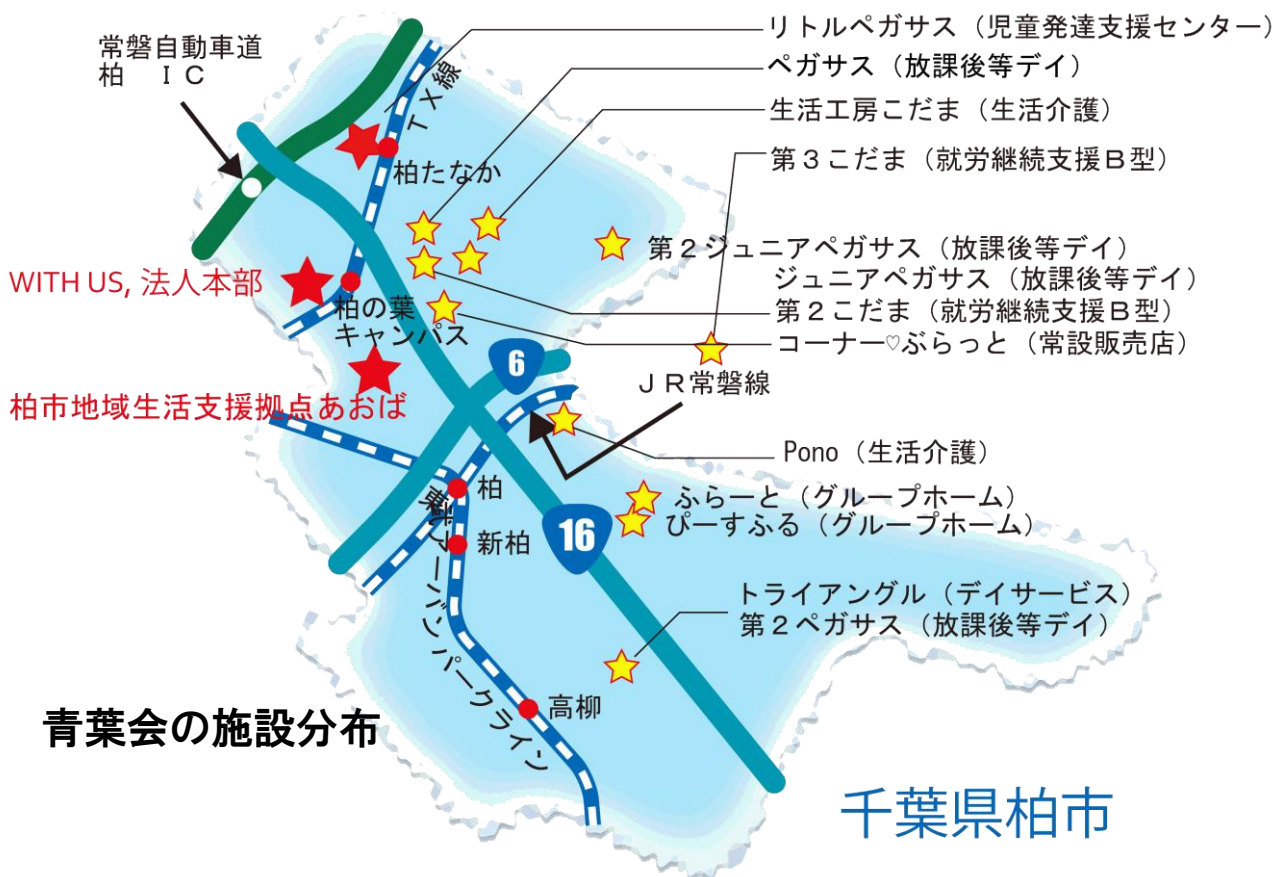 リトルペガサス（児童発達支援センター）
常磐自動車道
柏　ＩＣ
ＴＸ線
ペガサス（放課後等デイ）
生活工房こだま（生活介護）
第３こだま（就労継続支援Ｂ型）
柏たなか
第２ジュニアペガサス（放課後等デイ）
ジュニアペガサス（放課後等デイ）
WITH US, 法人本部
柏の葉
キャンパス
第２こだま（就労継続支援Ｂ型）
コーナー♡ぶらっと（常設販売店）
6
ＪＲ常磐線
柏市地域生活支援拠点あおば
Pono（生活介護）
柏
ふらーと（グループホーム）
ぴーすふる（グループホーム）
16
新柏
東武アーバンパークライン
トライアングル（デイサービス）
第２ペガサス（放課後等デイ）
高柳
青葉会の施設分布
千葉県柏市